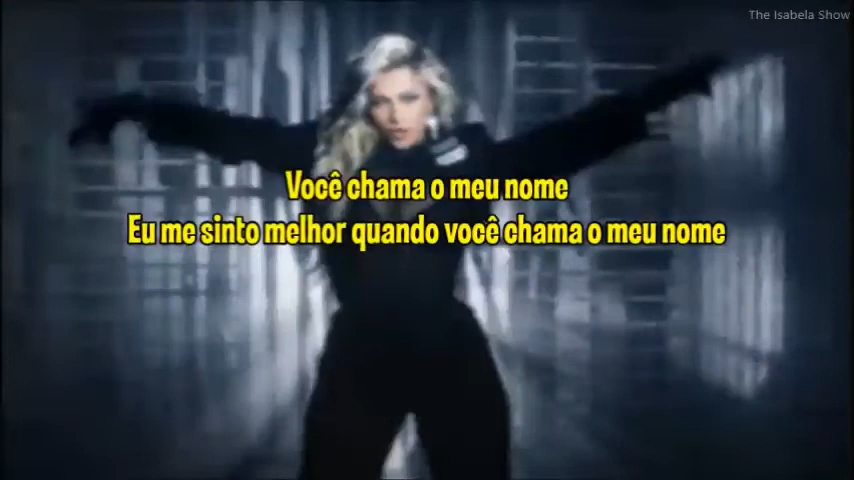 The Isabela Show
Você chama o meu nome
Eu me sinto melhor quando você chama o meu nome